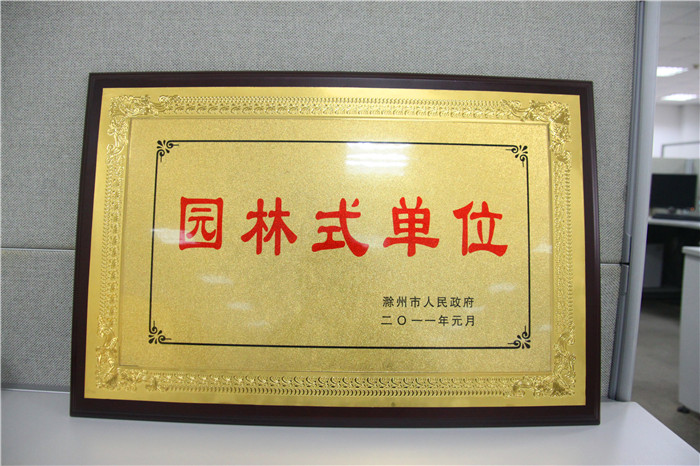 园林式单位
滁州市人民政府
二〇一一年元月